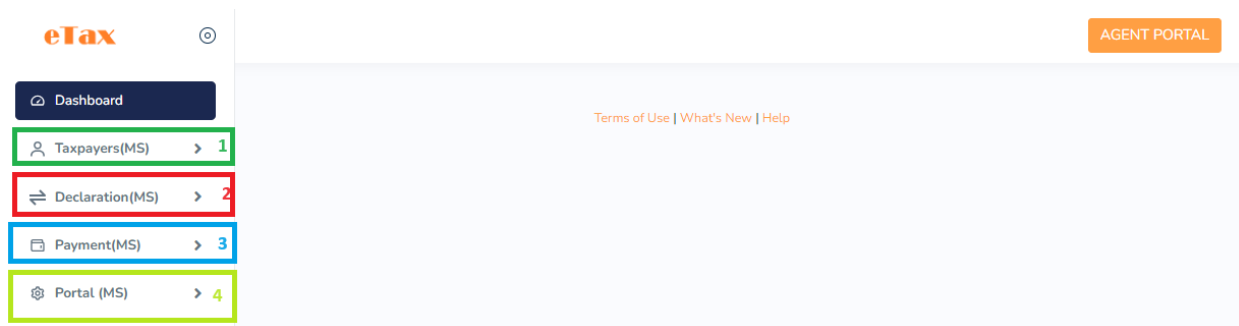 eTax
AGENT PORTAL
Dashboard
Terms of Use | What's New | Help
Taxpayers(MS) 1
Declaration(MS) 2
Payment(MS) 3
Portal (MS) 4